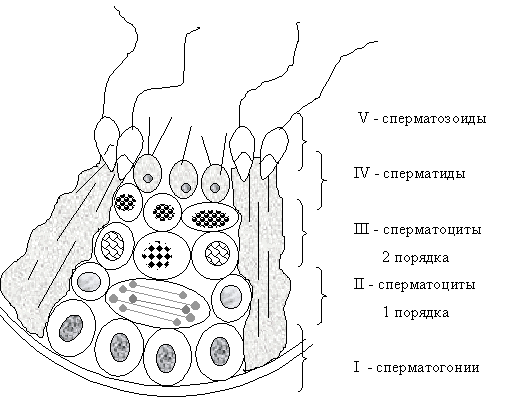 V - сперматозоиды
IV - сперматиды
III - сперматоциты
2 порядка
II - сперматоциты
1 порядка
I - сперматогонии